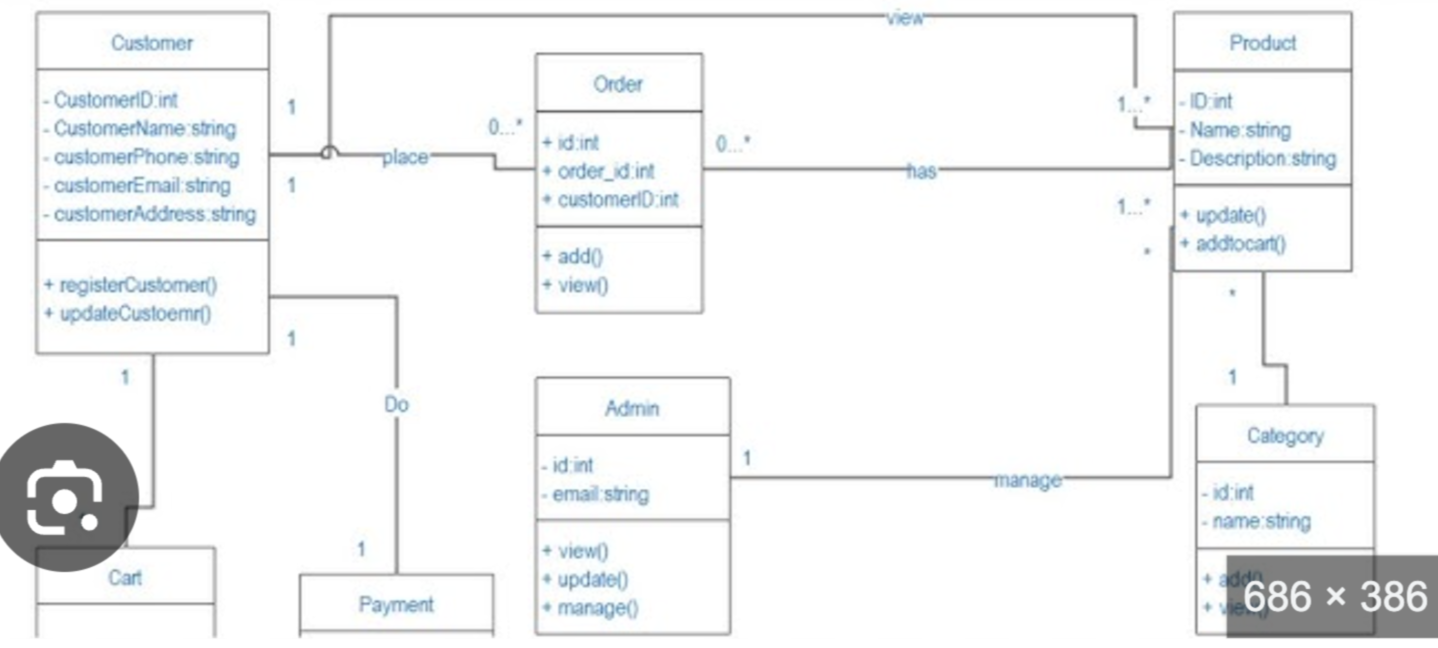 view
Customer
- CustomerID:int
- CustomerName:string
- customerPhone:string
- customerEmail:string
- customerAddress:string
+ registerCustomer()
+ updateCustoemr()
1
1
place
0...*
Order
+ id:int
+ order_id:int
+ customerID:int
+ add()
+ view()
0...*
has
1...*
1...*
*
Product
- ID:int
- Name:string
- Description:string
+ update()
+ addtocart()
*
1
1
1
Do
1
Admin
- id:int
- email:string
+ view()
+ update()
+ manage()
1
manage
Category
- id:int
- name:string
+ add()
+ view()
686 × 386
Cart
Payment